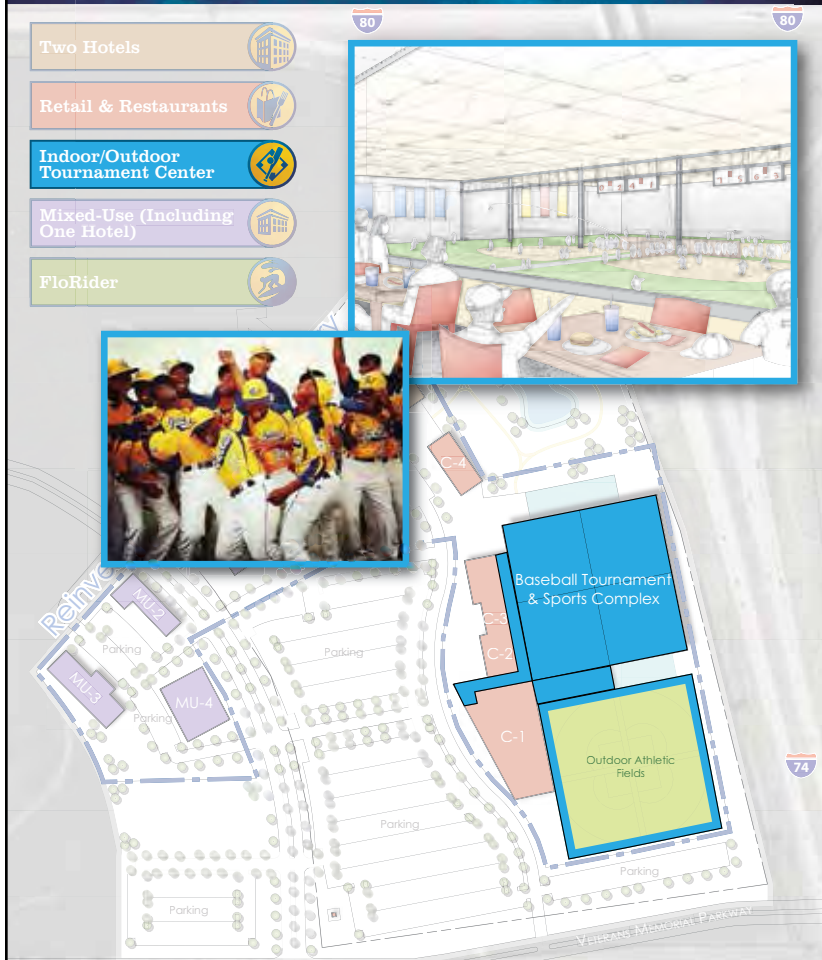 80
80
Two Hotels
Retail & Restaurants
Indoor/Outdoor
Tournament Center
Mixed-Use (Including
One Hotel)
FloRider
C-4
Baseball Tournament
& Sports Complex
C-3
C-2
C-1
Reinve
MU-2
Parking
MU-3
Parking
MU-4
Parking
Outdoor Athletic
Fields
74
Parking
Parking
Parking
Veterans Memorial Parkway